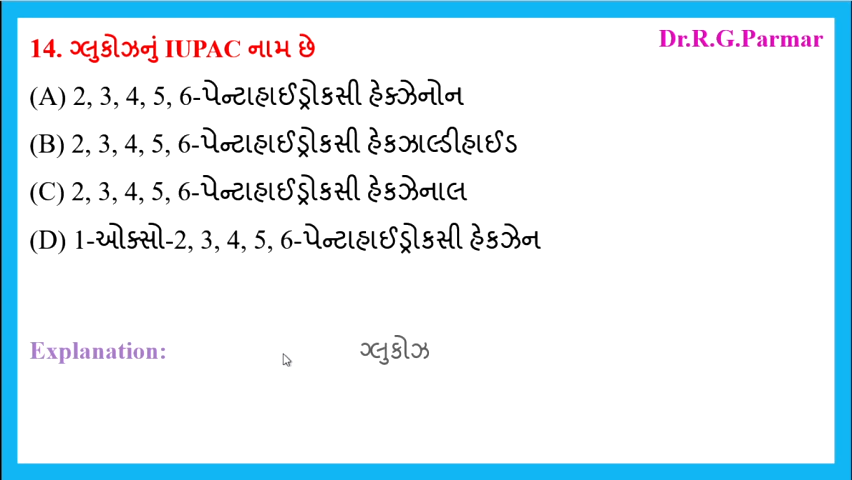 14. ગ્લુકોઝનું IUPAC નામ છે
Dr.R.G.Parmar
(A) 2, 3, 4, 5, 6-પેન્ટાહાઈડ્રોકસી હેક્ઝેનોન
(B) 2, 3, 4, 5, 6-પેન્ટાહાઈડ્રોકસી હેકઝાલ્ડીહાઈડ
(C) 2, 3, 4, 5, 6-પેન્ટાહાઈડ્રોકસી હેકઝેનાલ
(D) 1-ઓક્સો-2, 3, 4, 5, 6-પેન્ટાહાઈડ્રોકસી હેકઝેન
Explanation: ગ્લુકોઝ